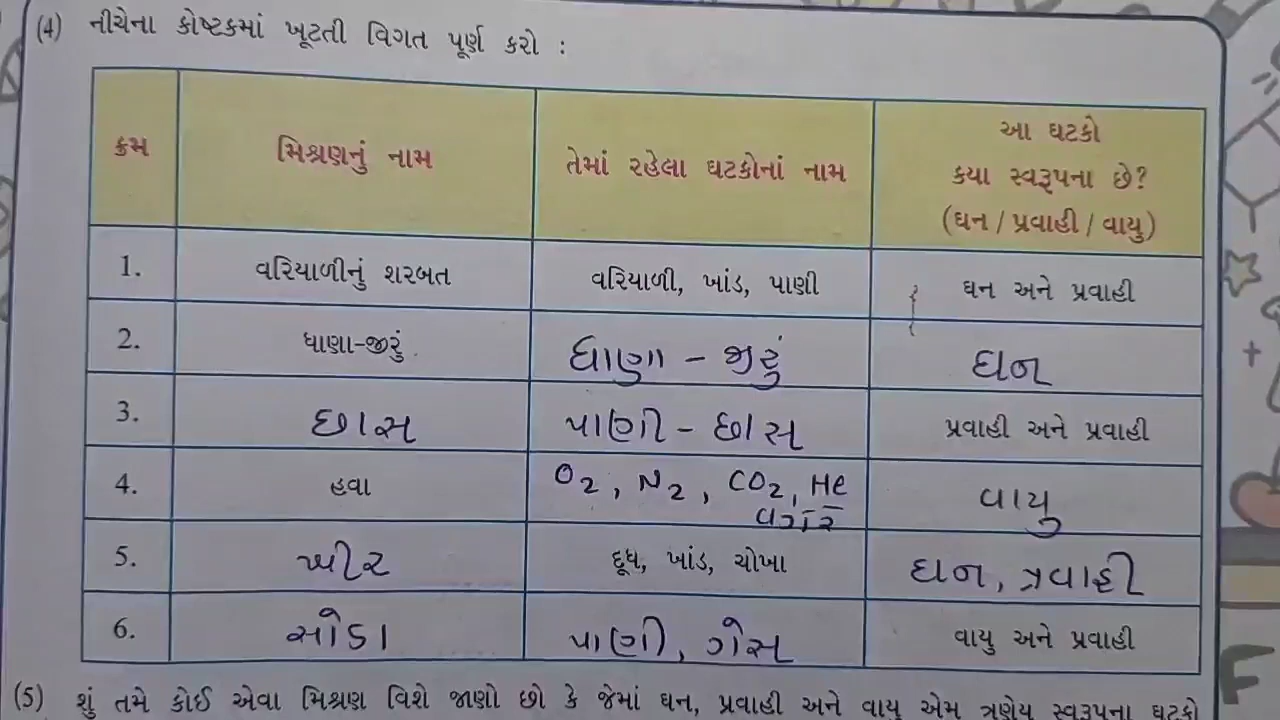 (4) નીચેના કોષ્ટકમાં ખૂટતી વિગત પૂર્ણ કરો :
ક્રમ મિશ્રણનું નામ તેમાં રહેલા ઘટકોનાં નામ આ ઘટકો
કયા સ્વરૂપના છે?
(ઘન / પ્રવાહી / વાયુ)
1. વરિયાળીનું શરબત વરિયાળી, ખાંડ, પાણી ઘન અને પ્રવાહી
2. ધાણા-જીરું ધાણા - જીરું ઘન
3. છાસ પાણી - છાસ પ્રવાહી અને પ્રવાહી
4. હવા O2, N2, CO2, He વાયુ
વગેરે
5. ખીર દૂધ, ખાંડ, ચોખા ઘન, પ્રવાહી
6. સોડા પાણી, ગેસ વાયુ અને પ્રવાહી
(5) શું તમે કોઈ એવા મિશ્રણ વિશે જાણો છો કે જેમાં ઘન, પ્રવાહી અને વાયુ એમ ત્રણેય સ્વરૂપના ઘટકો
F